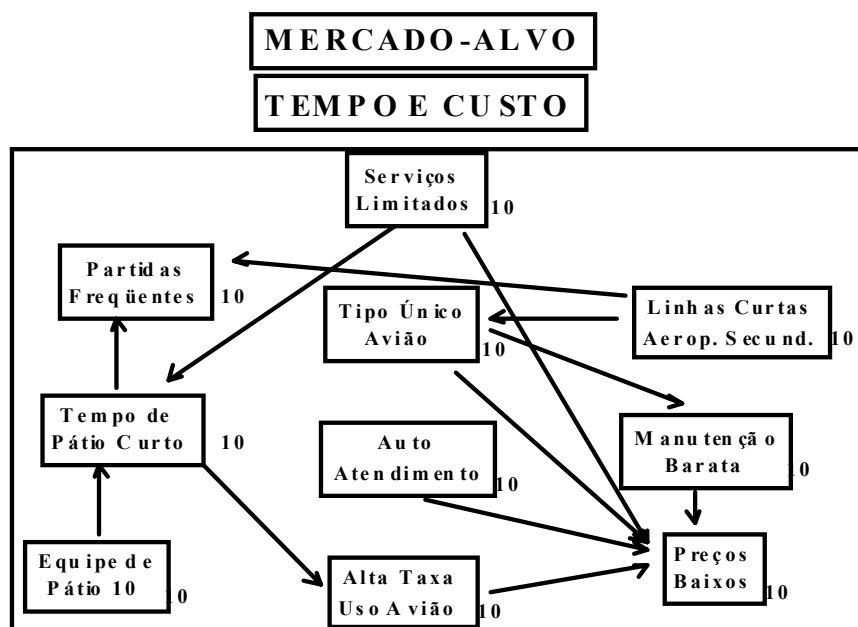 MERCADO-ALVO
TEMPO E CUSTO
Serviços
Limitados 10
Partidas
Freqüentes 10
Tipo Único
Avião 10
Linhas Curtas
Aerop. Secund. 10
Tempo de
Pátio Curto 10
Auto
Atendimento 10
Manutenção
Barata 10
Equipe de
Pátio 10 10
Alta Taxa
Uso Avião 10
Preços
Baixos 10